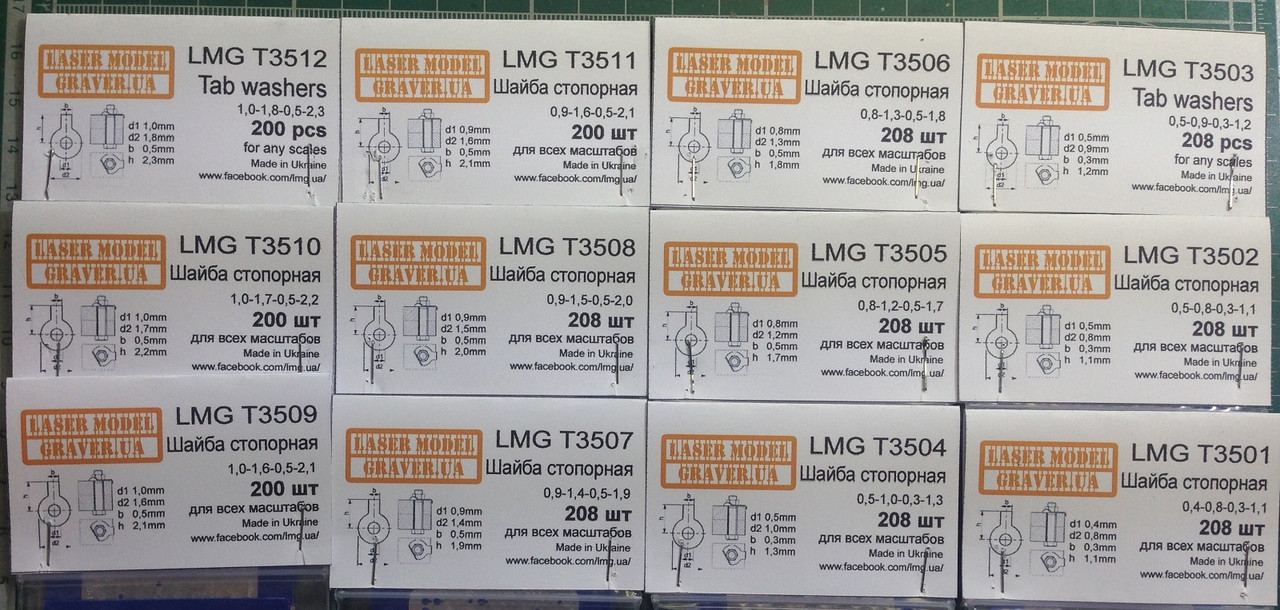 LASER MODEL
GRAVER.UA
LMG T3512
Tab washers
1,0-1,8-0,5-2,3
200 pcs
for any scales
Made in Ukraine
www.facebook.com/lmg.ua/
d1 1,0mm
d2 1,8mm
b 0,5mm
h 2,3mm
LASER MODEL
GRAVER.UA
LMG T3511
Шайба стопорная
0,9-1,6-0,5-2,1
200 шт
для всех масштабов
Made in Ukraine
www.facebook.com/lmg.ua/
d1 0,9mm
d2 1,6mm
b 0,5mm
h 2,1mm
LASER MODEL
GRAVER.UA
LMG T3506
Шайба стопорная
0,8-1,3-0,5-1,8
208 шт
для всех масштабов
Made in Ukraine
www.facebook.com/lmg.ua/
d1 0,8mm
d2 1,3mm
b 0,5mm
h 1,8mm
LASER MODEL
GRAVER.UA
LMG T3503
Tab washers
0,5-0,9-0,3-1,2
208 pcs
for any scales
Made in Ukraine
www.facebook.com/lmg.ua/
d1 0,5mm
d2 0,9mm
b 0,3mm
h 1,2mm
LASER MODEL
GRAVER.UA
LMG T3510
Шайба стопорная
1,0-1,7-0,5-2,2
200 шт
для всех масштабов
Made in Ukraine
www.facebook.com/lmg.ua/
d1 1,0mm
d2 1,7mm
b 0,5mm
h 2,2mm
LASER MODEL
GRAVER.UA
LMG T3508
Шайба стопорная
0,9-1,5-0,5-2,0
208 шт
для всех масштабов
Made in Ukraine
www.facebook.com/lmg.ua/
d1 0,9mm
d2 1,5mm
b 0,5mm
h 2,0mm
LASER MODEL
GRAVER.UA
LMG T3505
Шайба стопорная
0,8-1,2-0,5-1,7
208 шт
для всех масштабов
Made in Ukraine
www.facebook.com/lmg.ua/
d1 0,8mm
d2 1,2mm
b 0,5mm
h 1,7mm
LASER MODEL
GRAVER.UA
LMG T3502
Шайба стопорная
0,5-0,8-0,3-1,1
208 шт
для всех масштабов
Made in Ukraine
www.facebook.com/lmg.ua/
d1 0,5mm
d2 0,8mm
b 0,3mm
h 1,1mm
LASER MODEL
GRAVER.UA
LMG T3509
Шайба стопорная
1,0-1,6-0,5-2,1
200 шт
для всех масштабов
Made in Ukraine
www.facebook.com/lmg.ua/
d1 1,0mm
d2 1,6mm
b 0,5mm
h 2,1mm
LASER MODEL
GRAVER.UA
LMG T3507
Шайба стопорная
0,9-1,4-0,5-1,9
208 шт
для всех масштабов
Made in Ukraine
www.facebook.com/lmg.ua/
d1 0,9mm
d2 1,4mm
b 0,5mm
h 1,9mm
LASER MODEL
GRAVER.UA
LMG T3504
Шайба стопорная
0,5-1,0-0,3-1,3
208 шт
для всех масштабов
Made in Ukraine
www.facebook.com/lmg.ua/
d1 0,5mm
d2 1,0mm
b 0,3mm
h 1,3mm
LASER MODEL
GRAVER.UA
LMG T3501
Шайба стопорная
0,4-0,8-0,3-1,1
208 шт
для всех масштабов
Made in Ukraine
www.facebook.com/lmg.ua/
d1 0,4mm
d2 0,8mm
b 0,3mm
h 1,1mm